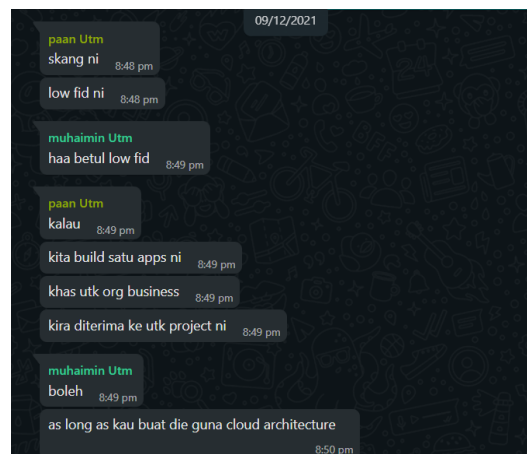 09/12/2021
paan Utm
skang ni 8:48 pm
low fid ni 8:48 pm
muhaimin Utm
haa betul low fid 8:49 pm
paan Utm
kalau 8:49 pm
kita build satu apps ni 8:49 pm
khas utk org business 8:49 pm
kira diterima ke utk project ni 8:49 pm
muhaimin Utm
boleh 8:49 pm
as long as kau buat die guna cloud architecture
8:50 pm